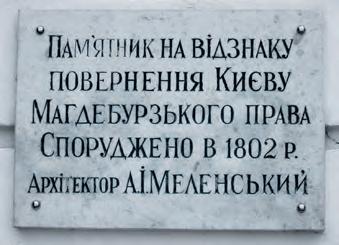 Пам'ятник на відзнаку
повернення Києву
Магдебурзького права
Споруджено в 1802 р.
Архітектор А.І.Меленський